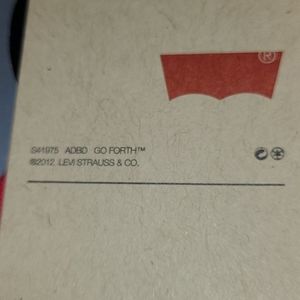 ®
S41975 ADBD GO FORTH™
©2012 LEVI STRAUSS & CO.